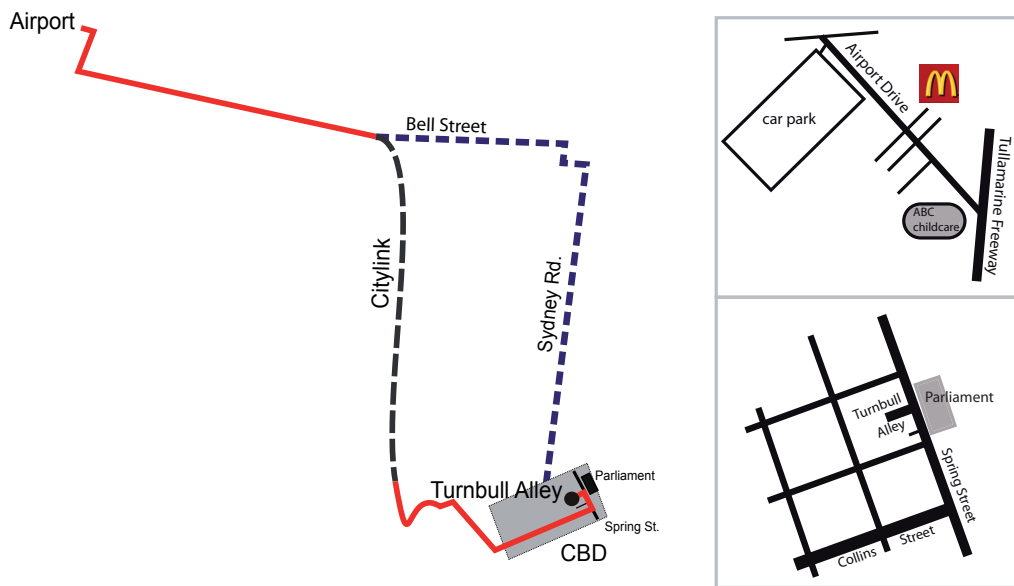 Airport
Bell Street
Citylink
Sydney Rd.
Turnbull Alley
Parliament
Spring St.
CBD
Airport Drive
M
car park
Tullamarine Freeway
ABC
childcare
Parliament
Turnbull
Alley
Spring Street
Collins Street